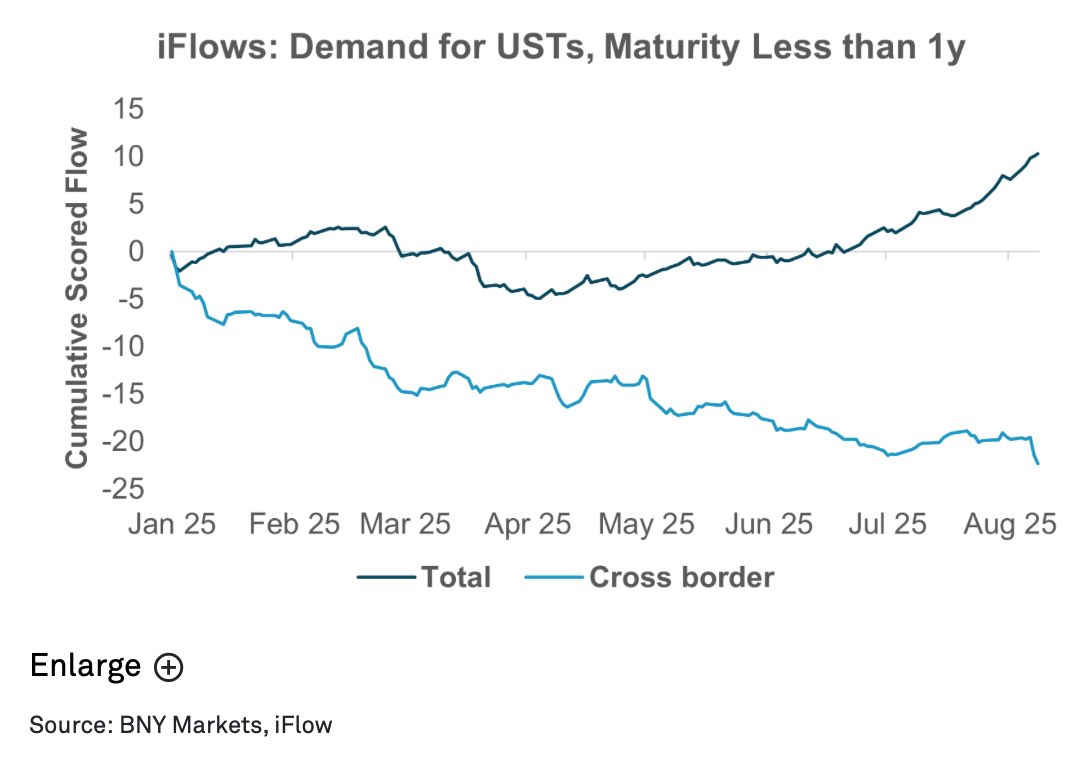 iFlows: Demand for USTs, Maturity Less than 1y
Cumulative Scored Flow
15
10
5
0
-5
-10
-15
-20
-25
Jan 25 Feb 25 Mar 25 Apr 25 May 25 Jun 25 Jul 25 Aug 25
Total Cross border
Enlarge
Source: BNY Markets, iFlow